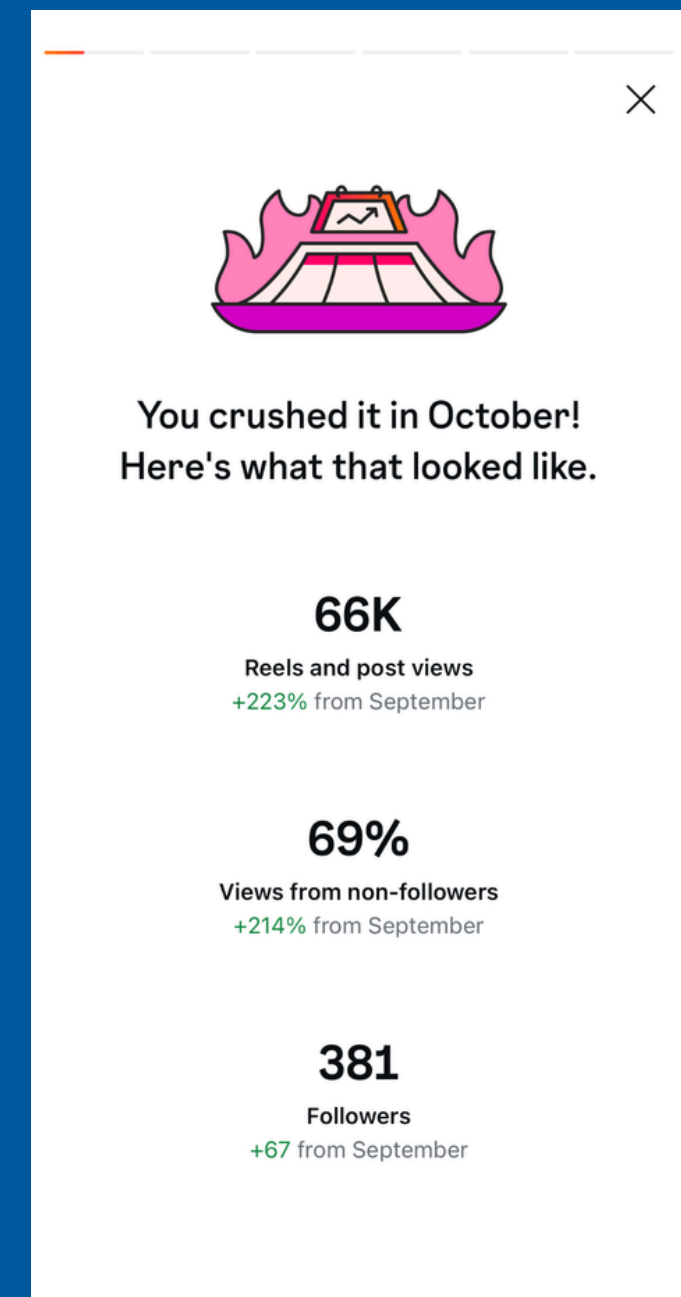 You crushed it in October!
Here's what that looked like.
66K
Reels and post views
+223% from September
69%
Views from non-followers
+214% from September
381
Followers
+67 from September